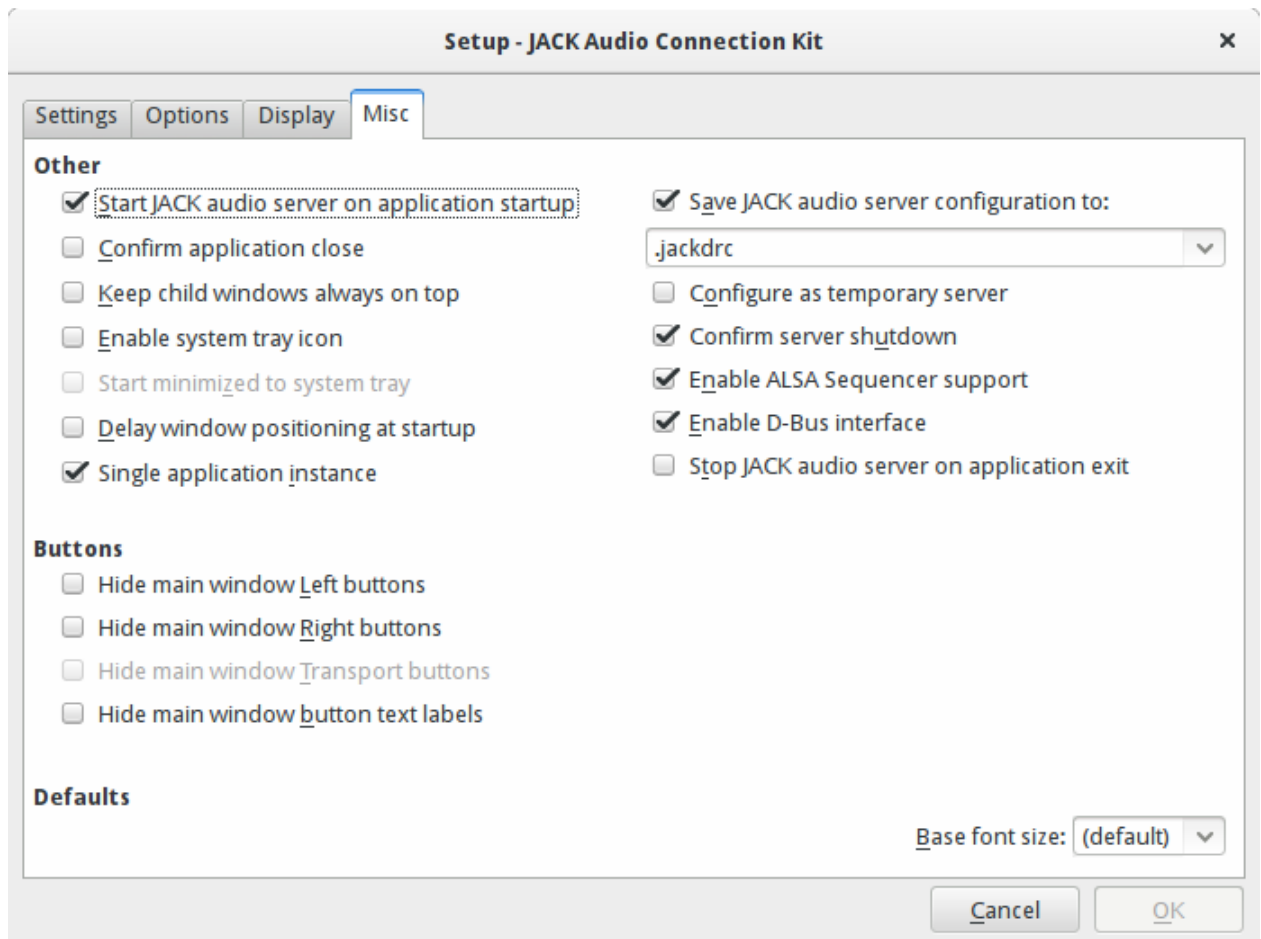 Setup - JACK Audio Connection Kit
Settings
Options
Display
Misc
Other
Start JACK audio server on application startup
Confirm application close
Keep child windows always on top
Enable system tray icon
Start minimized to system tray
Delay window positioning at startup
Single application instance
Save JACK audio server configuration to:
.jackdrc
Configure as temporary server
Confirm server shutdown
Enable ALSA Sequencer support
Enable D-Bus interface
Stop JACK audio server on application exit
Buttons
Hide main window Left buttons
Hide main window Right buttons
Hide main window Transport buttons
Hide main window button text labels
Defaults
Base font size: (default)
Cancel
OK